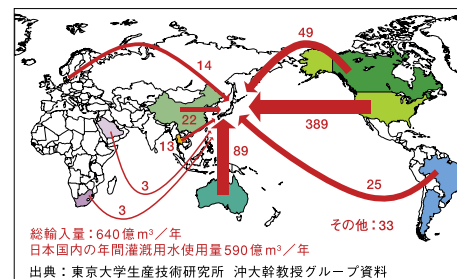 49
14
22
389
13
89
3
3
25
その他：33
総輸入量：640億m³／年
日本国内の年間灌漑用水使用量590億m³／年
出典：東京大学生産技術研究所 沖大幹教授グループ資料